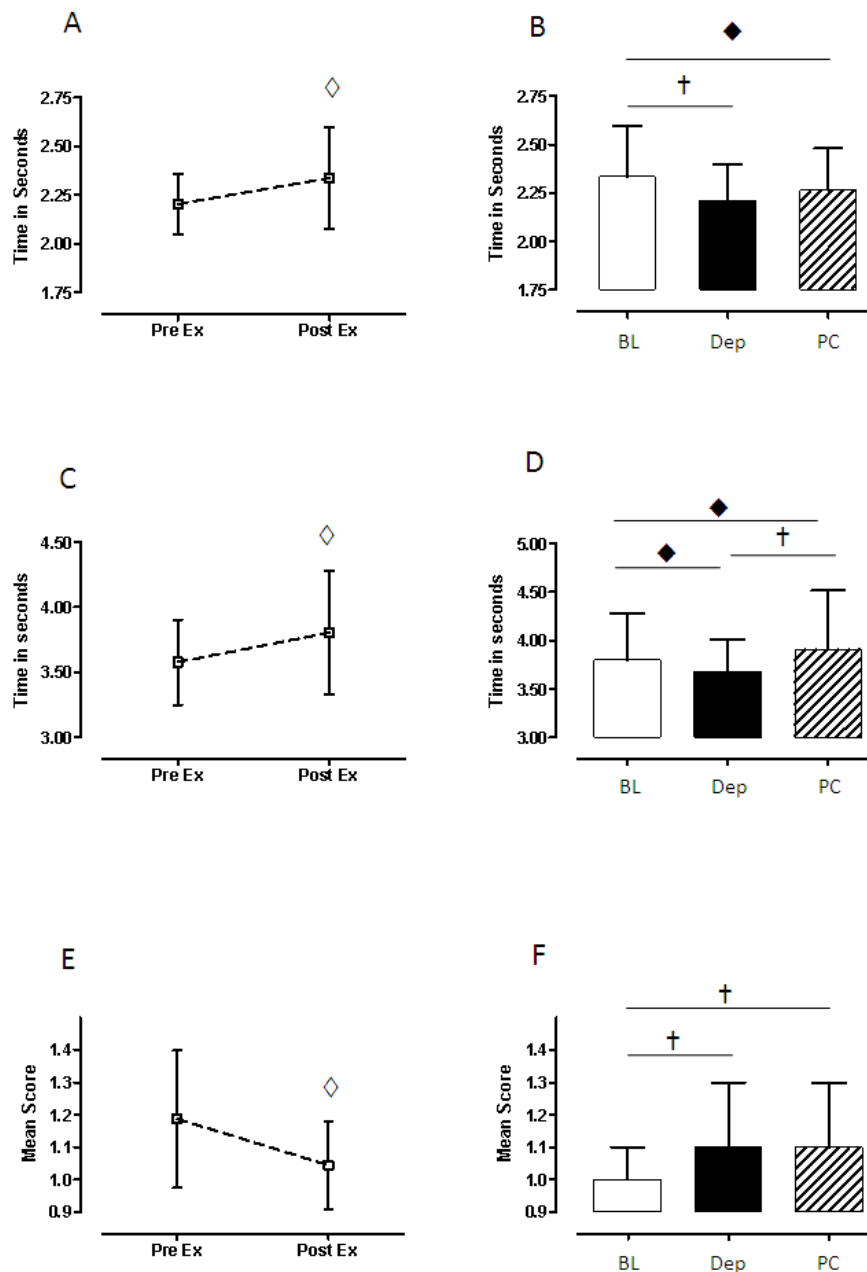 A
◇
2.75
2.50
2.25
2.00
1.75
Time in Seconds
Pre Ex Post Ex
B
◆
†
2.75
2.50
2.25
2.00
1.75
Time in Seconds
BL Dep PC
C
◇
4.50
4.00
3.50
3.00
Time in seconds
Pre Ex Post Ex
D
◆
◆ †
5.00
4.50
4.00
3.50
3.00
Time in seconds
BL Dep PC
E
◇
1.4
1.3
1.2
1.1
1.0
0.9
Mean Score
Pre Ex Post Ex
F
†
†
1.4
1.3
1.2
1.1
1.0
0.9
Mean Score
BL Dep PC